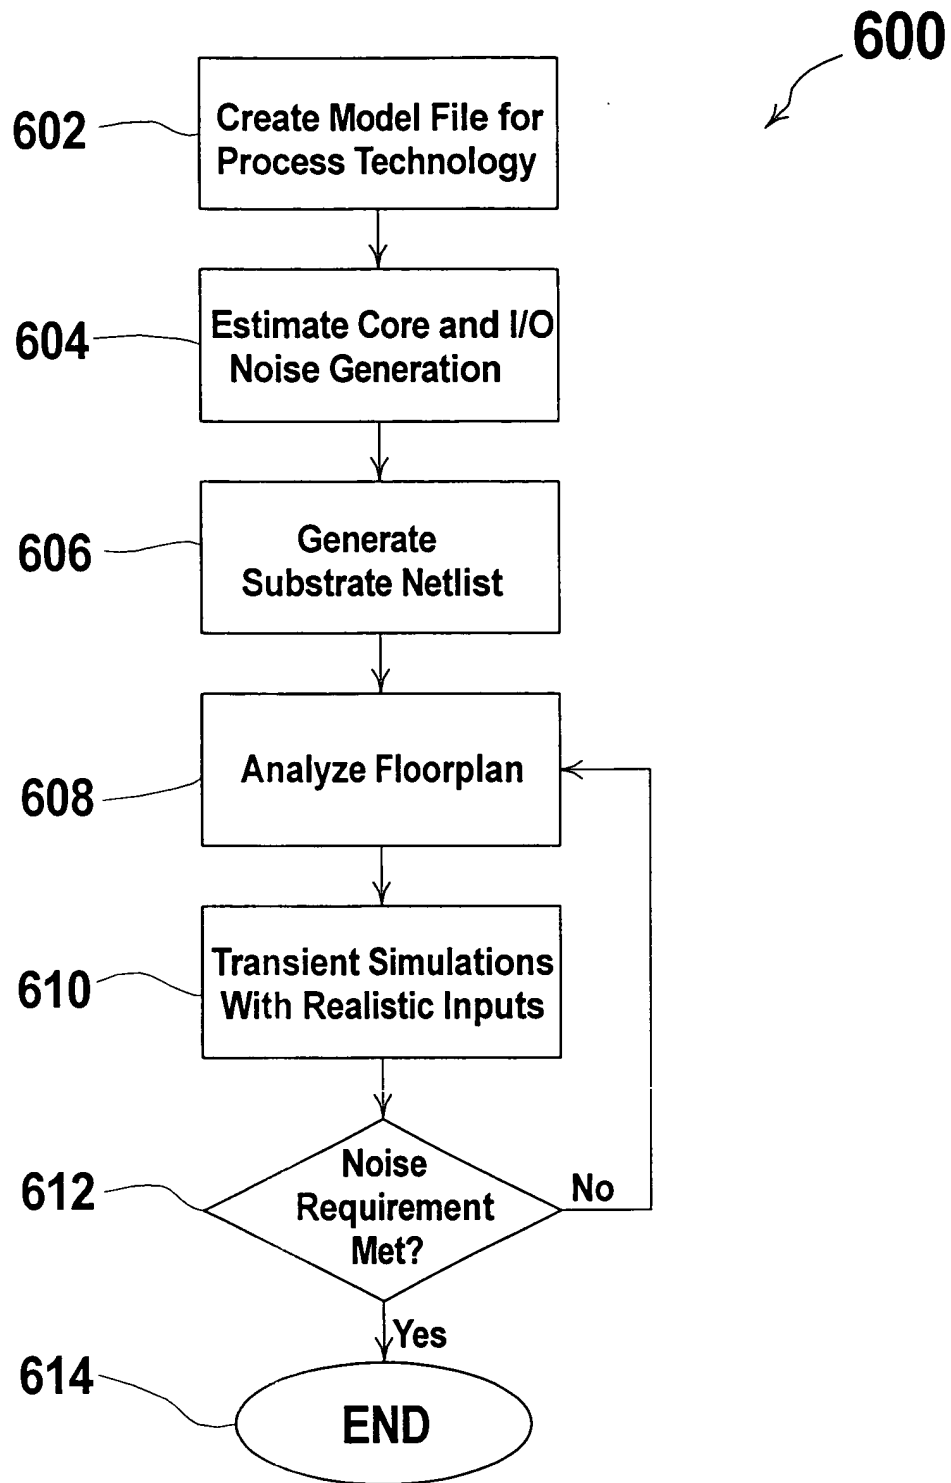 600
602
Create Model File for
Process Technology
604
Estimate Core and I/O
Noise Generation
606
Generate
Substrate Netlist
608
Analyze Floorplan
610
Transient Simulations
With Realistic Inputs
612
Noise
Requirement
Met?
No
Yes
614
END